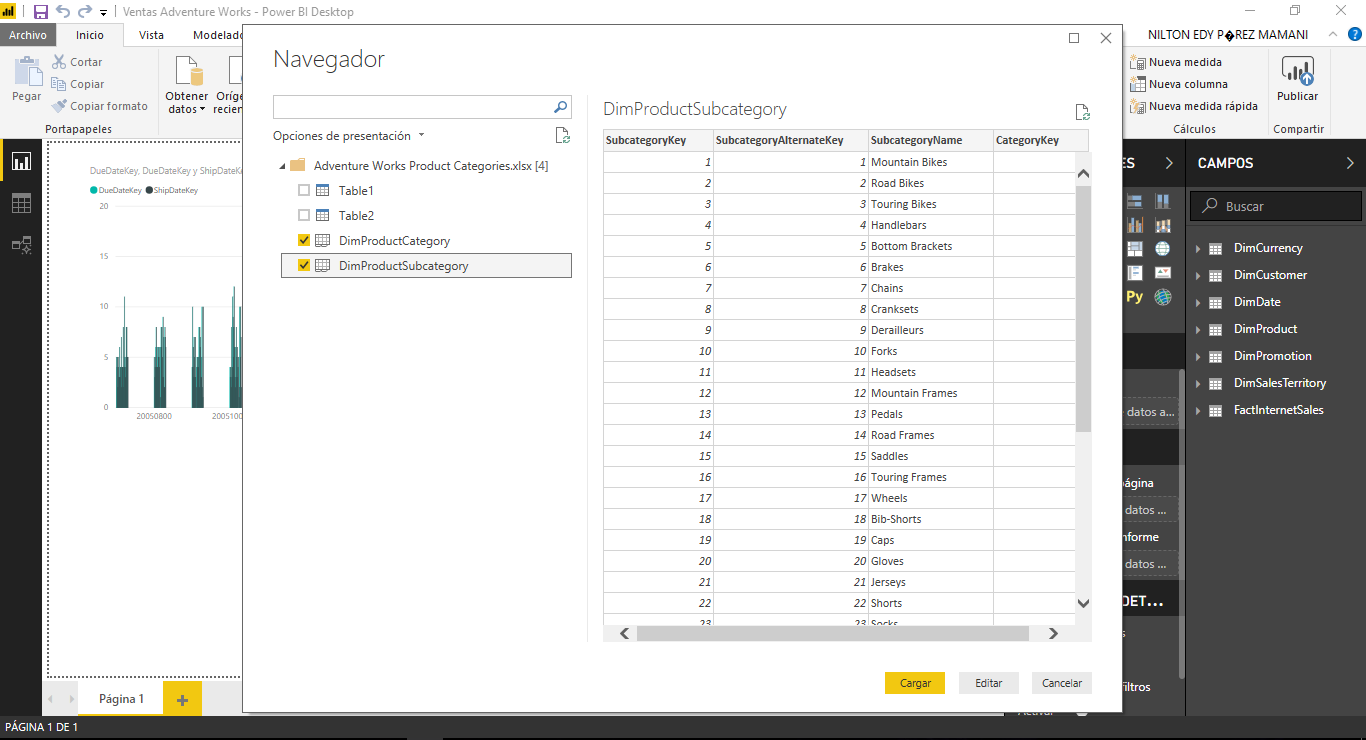 Ventas Adventure Works - Power BI Desktop
Archivo Inicio Vista Modelado
NILTON EDY P�REZ MAMANI
Pegar
Cortar
Copiar
Copiar formato
Portapapeles
Obtener
datos
Nueva medida
Nueva columna
Nueva medida rápida
Cálculos
Publicar
Compartir
DueDateKey, DueDateKey y ShipDateKe
DueDateKey ShipDateKey
20
15
10
5
0
20050800
Navegador
Opciones de presentación
Adventure Works Product Categories.xlsx [4]
Table1
Table2
DimProductCategory
DimProductSubcategory
DimProductSubcategory
SubcategoryKey SubcategoryAlternateKey SubcategoryName CategoryKey
1 1 Mountain Bikes
2 2 Road Bikes
3 3 Touring Bikes
4 4 Handlebars
5 5 Bottom Brackets
6 6 Brakes
7 7 Chains
8 8 Cranksets
9 9 Derailleurs
10 10 Forks
11 11 Headsets
12 12 Mountain Frames
13 13 Pedals
14 14 Road Frames
15 15 Saddles
16 16 Touring Frames
17 17 Wheels
18 18 Bib-Shorts
19 19 Caps
20 20 Gloves
21 21 Jerseys
22 22 Shorts
23 23 Socks
Cargar Editar Cancelar
ES
Py
datos a...
ágina
datos ...
nforme
datos ...
DET...
iltros
CAMPOS
Buscar
DimCurrency
DimCustomer
DimDate
DimProduct
DimPromotion
DimSalesTerritory
FactInternetSales
Página 1
PÁGINA 1 DE 1